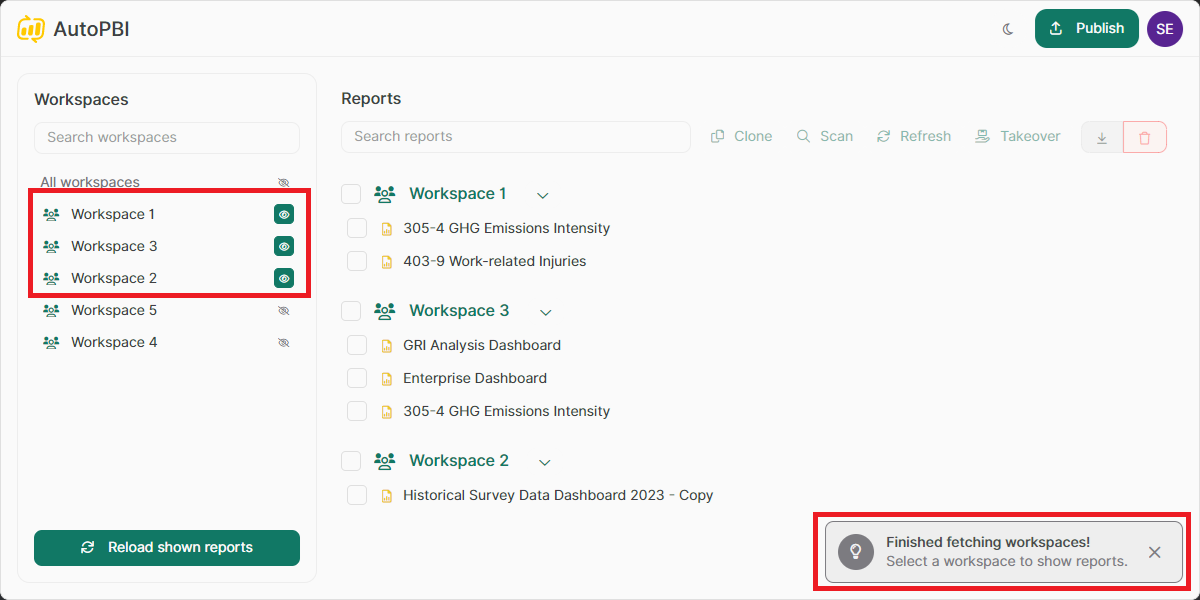 AutoPBI
Publish
SE
Workspaces
Search workspaces
All workspaces
Workspace 1
Workspace 3
Workspace 2
Workspace 5
Workspace 4
Reload shown reports
Reports
Search reports
Clone
Scan
Refresh
Takeover
Workspace 1
305-4 GHG Emissions Intensity
403-9 Work-related Injuries
Workspace 3
GRI Analysis Dashboard
Enterprise Dashboard
305-4 GHG Emissions Intensity
Workspace 2
Historical Survey Data Dashboard 2023 - Copy
Finished fetching workspaces!
Select a workspace to show reports.